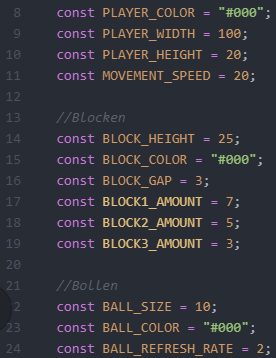 8 const PLAYER_COLOR = "#000";
9 const PLAYER_WIDTH = 100;
10 const PLAYER_HEIGHT = 20;
11 const MOVEMENT_SPEED = 20;
12
13 //Blocken
14 const BLOCK_HEIGHT = 25;
15 const BLOCK_COLOR = "#000";
16 const BLOCK_GAP = 3;
17 const BLOCK1_AMOUNT = 7;
18 const BLOCK2_AMOUNT = 5;
19 const BLOCK3_AMOUNT = 3;
20
21 //Bollen
22 const BALL_SIZE = 10;
23 const BALL_COLOR = "#000";
24 const BALL_REFRESH_RATE = 2;